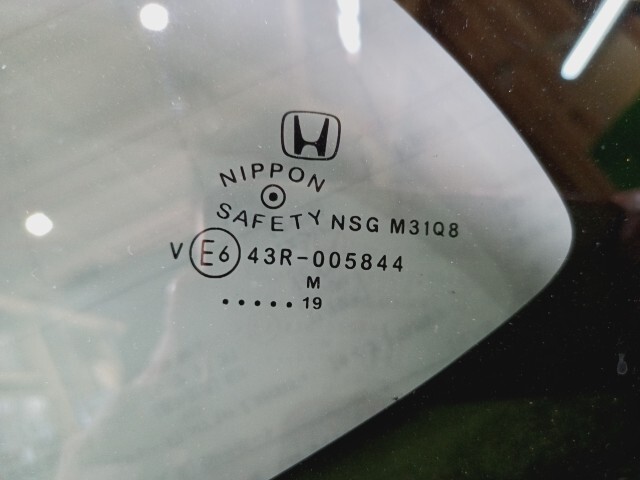 NIPPON
SAFETY NSG M31Q8
V E6 43R-005844
M
.....19